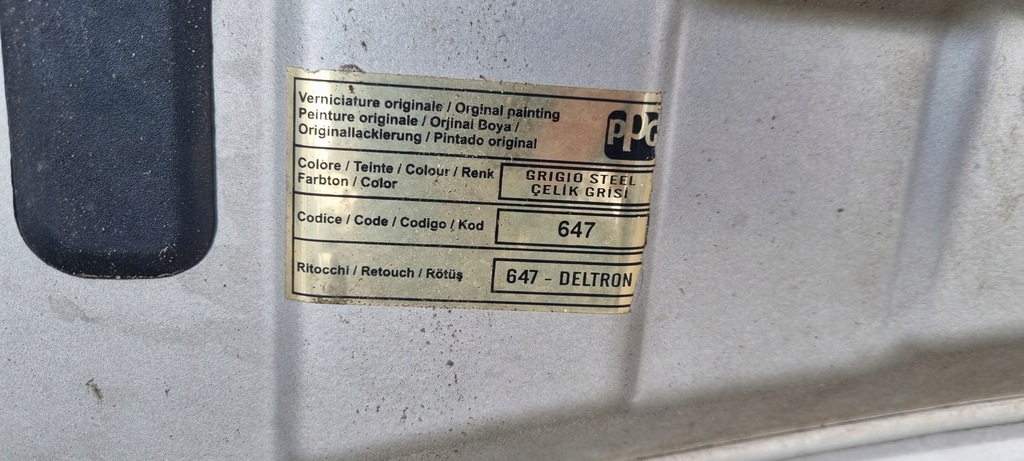 Verniciature originale / Orginal painting
Peinture originale / Orjinai Boya /
Originallackierung / Pintado original
PPG
Colore / Teinte / Colour / Renk
Farbton / Color
GRIGIO STEEL
ÇELİK GRİSİ
Codice / Code / Codigo / Kod
647
Ritocchi / Retouch / Rötüş
647 - DELTRON